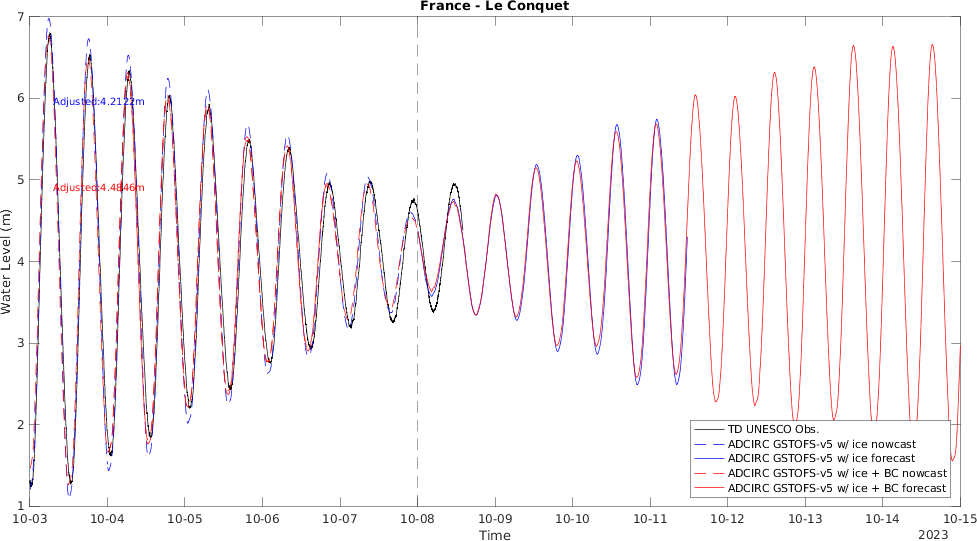 France - Le Conquet
7
6
5
4
3
2
1
Water Level (m)
Adjusted:4.2122m
Adjusted:4.4846m
TD UNESCO Obs.
ADCIRC GSTOFS-v5 w/ ice nowcast
ADCIRC GSTOFS-v5 w/ ice forecast
ADCIRC GSTOFS-v5 w/ ice + BC nowcast
ADCIRC GSTOFS-v5 w/ ice + BC forecast
10-03 10-04 10-05 10-06 10-07 10-08 10-09 10-10 10-11 10-12 10-13 10-14 10-15
Time
2023